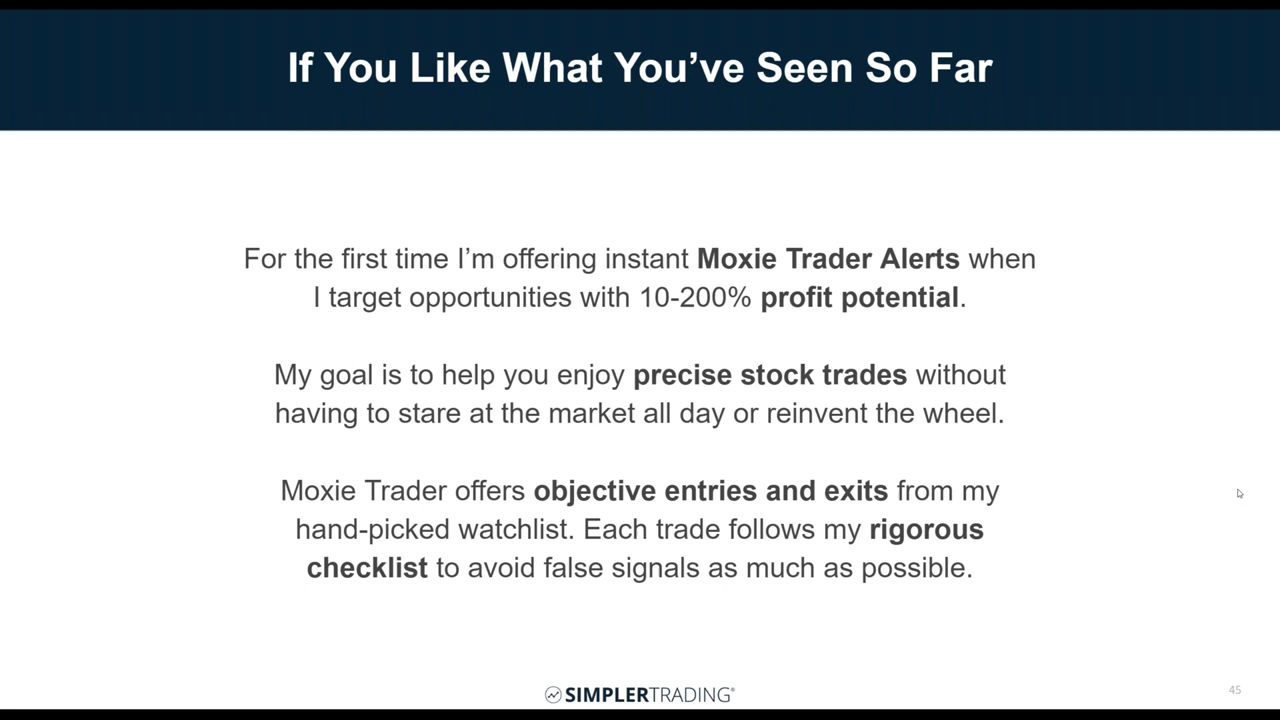 If You Like What You’ve Seen So Far
For the first time I’m offering instant Moxie Trader Alerts when
I target opportunities with 10-200% profit potential.
My goal is to help you enjoy precise stock trades without
having to stare at the market all day or reinvent the wheel.
Moxie Trader offers objective entries and exits from my
hand-picked watchlist. Each trade follows my rigorous
checklist to avoid false signals as much as possible.
SIMPLERTRADING®
45